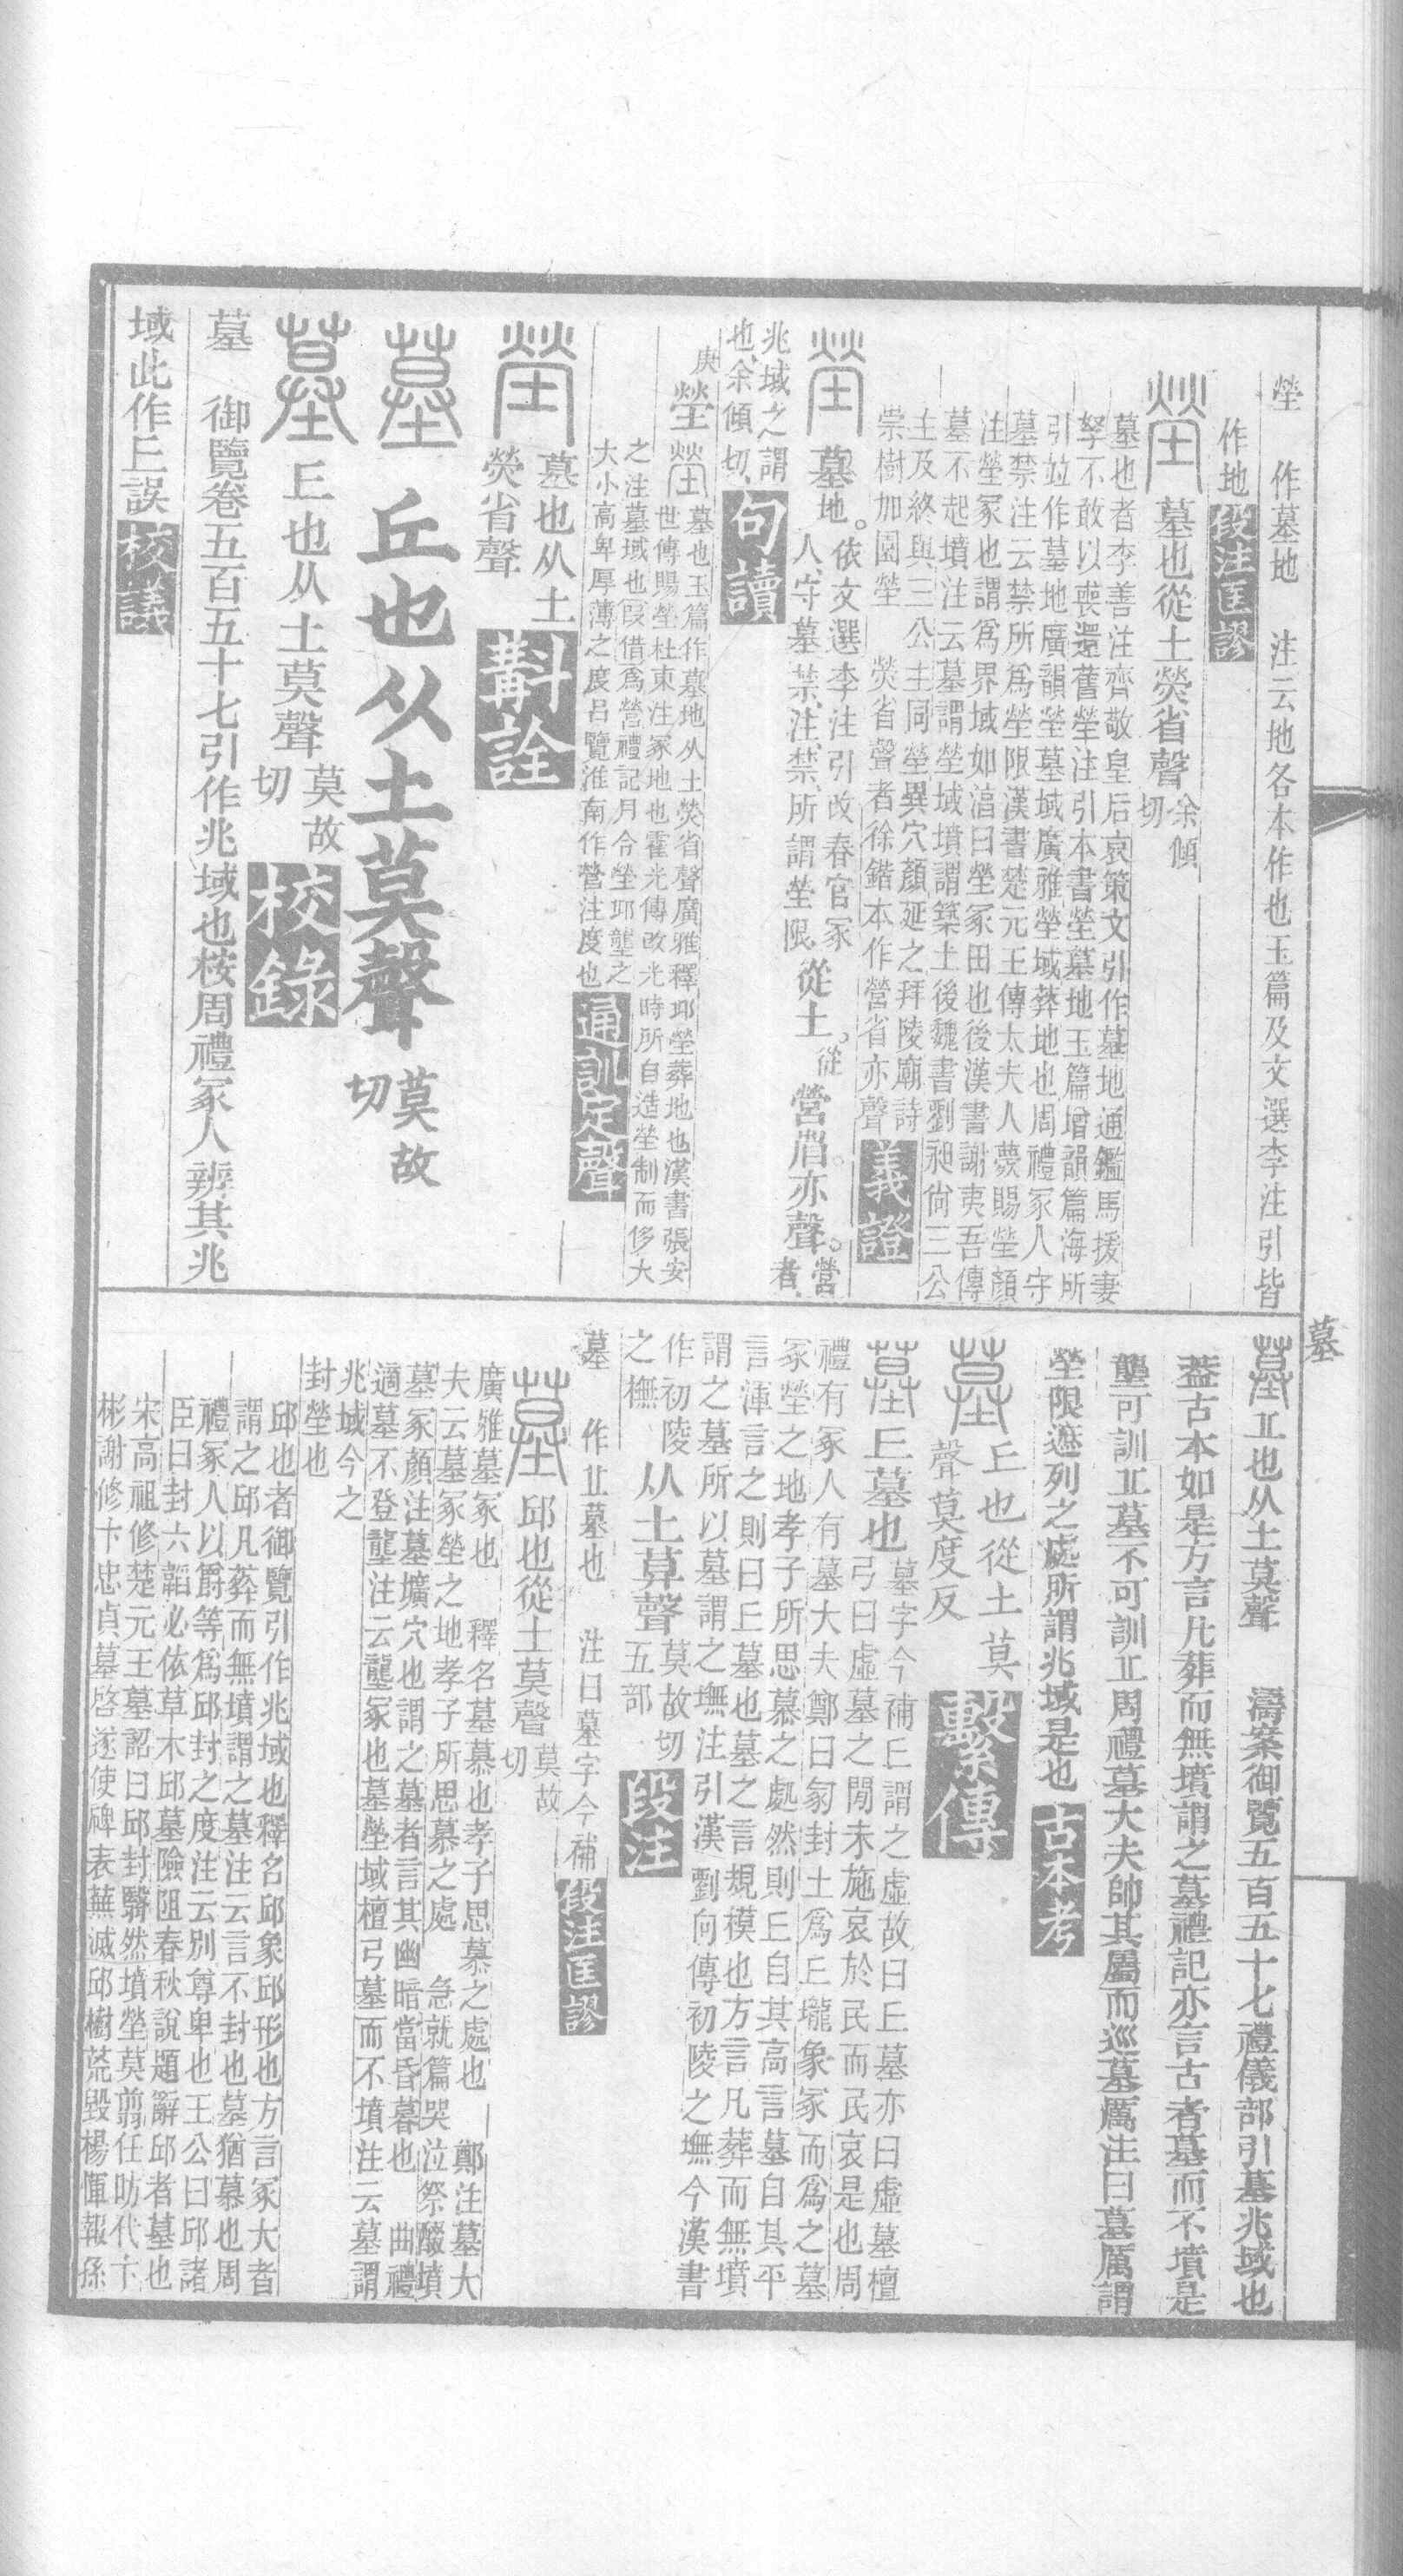 塋　作墓地　注云地各本作也玉篇及文選李注引皆
作地段注匡謬
塋墓也從土熒省聲余傾切
墓也者李善注齊敬皇后哀策文引作墓地通鑑馬援妻
孥不敢以喪還舊塋注引本書塋墓地玉篇增韻篇海所
引竝作墓地廣韻塋墓域廣雅塋域葬地也周禮冢人守
墓禁注云禁所爲塋限漢書楚元王傳太夫人薨賜塋顏
注塋冢也謂爲界域如淳曰塋冢田也後漢書謝夷吾傳
墓不起墳注云墓謂塋域墳謂築土後魏書劉昶尙三公
主及終與三公主同塋異穴顏延之拜陵廟詩
崇樹加園塋　熒省聲者徐鍇本作營省亦聲義證
塋墓地。依文選李注引改春官冢
人、守墓禁、注、禁、所謂塋限從土。從營省。亦聲。營者、
兆域之謂
也、余傾切、句讀
庚塋塋墓也玉篇作墓地从土熒省聲廣雅釋邱塋葬地也漢書張安
世傳賜塋杜東注冢地也霍光傳改光時所自造塋制而侈大
之注墓域也叚借爲營禮記月令塋邱壟之
大小高卑厚薄之度呂覽淮南作營注度也通訓定聲
塋墓也从土
熒省聲斠詮
墓丘也从土莫聲莫故切
墓丘也从土莫聲莫故切校錄
墓　御覽卷五百五十七引作兆域也桉周禮冢人辨其兆
域此作丘誤校議
墓
墓丠也从土莫聲　濤案御覽五百五十七禮儀部引墓兆域也
葢古本如是方言凡葬而無墳謂之墓禮記亦言古者墓而不墳是
壟可訓丠墓不可訓丠周禮墓大夫帥其屬而巡墓厲注曰墓厲謂
塋限遮列之處所謂兆域是也古本考
墓丘也從土莫
聲莫度反繫傳
墓丘墓也墓字今補丘謂之虛故曰丘墓亦曰虛墓檀
弓曰虛墓之閒未施哀於民而民哀是也周
禮有冢人有墓大夫鄭曰冢封土爲丘壠象冢而爲之墓
冢塋之地孝子所思慕之處然則丘自其高言墓自其平
言渾言之則曰丘墓也墓之言規模也方言凡葬而無墳
謂之墓所以墓謂之墲注引漢劉向傳初陵之墲今漢書
作初陵从土莫聲莫故切
之橅　五部　段注
墓　作丠墓也　注曰墓字今補段注匡謬
墓邱也從土莫聲莫故切
廣雅墓冢也　釋名墓慕也孝子思慕之處也　鄭注墓大
夫云墓冢塋之地孝子所思慕之處　急就篇哭泣祭醊墳
墓冢顏注墓壙穴也謂之墓者言其幽暗當昏暮也　曲禮
適墓不登壟注云壟冢也墓塋域檀弓墓而不墳注云墓謂
兆域今之
封塋也
邱也者御覽引作兆域也釋名邱象邱形也方言冢大者
謂之邱凡葬而無墳謂之墓注云言不封也墓猶慕也周
禮冢人以爵等爲邱封之度注云別尊卑也王公曰邱諸
臣曰封六韜必依草木邱墓險阻春秋說題辭邱者墓也
宋高祖修楚元王墓詔曰邱封翳然墳塋莫翦任昉代卞
彬謝修卞忠貞墓啓遂使碑表蕪滅邱樹荒毀楊惲報孫